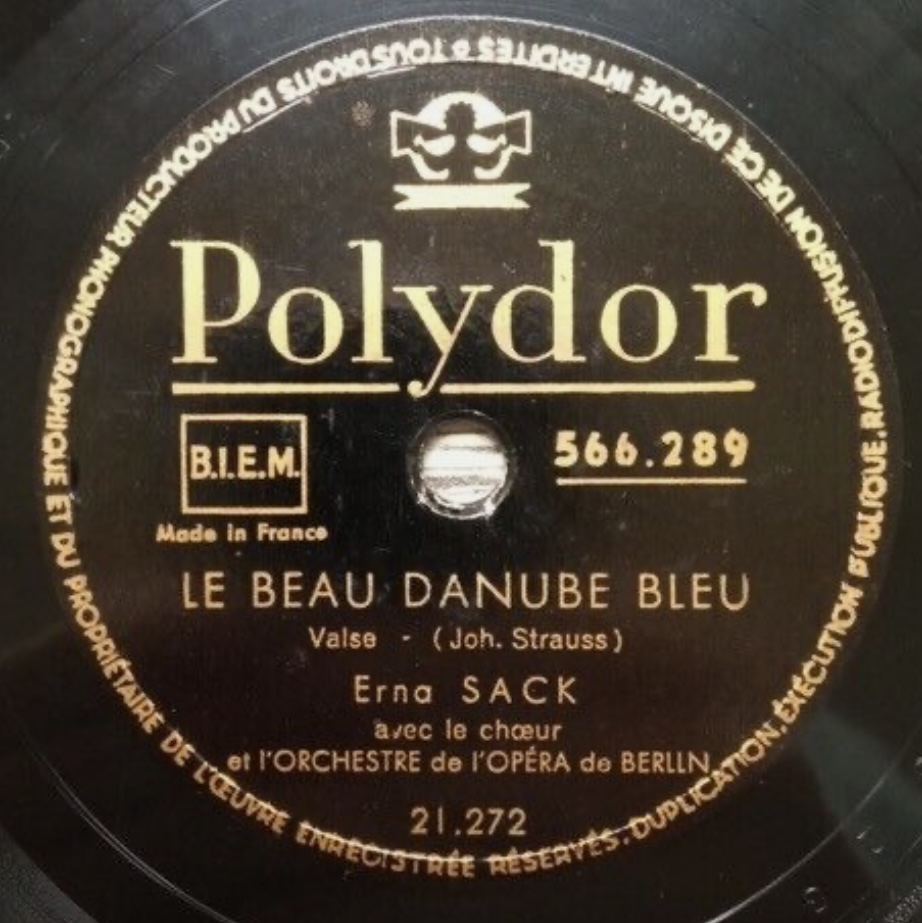 TOUS DROITS DU PRODUCTEUR PHONOGRAPHIQUE ET DU PROPRIÉTAIRE DE L'ŒUVRE ENREGISTRÉE RÉSERVÉS. DUPLICATION, EXÉCUTION PUBLIQUE, RADIODIFFUSION DE CE DISQUE INTERDITES
Polydor
B.I.E.M. 566.289
Made in France
LE BEAU DANUBE BLEU
Valse - (Joh. Strauss)
Erna SACK
avec le chœur
et l'ORCHESTRE de l'OPÉRA de BERLIN
21.272